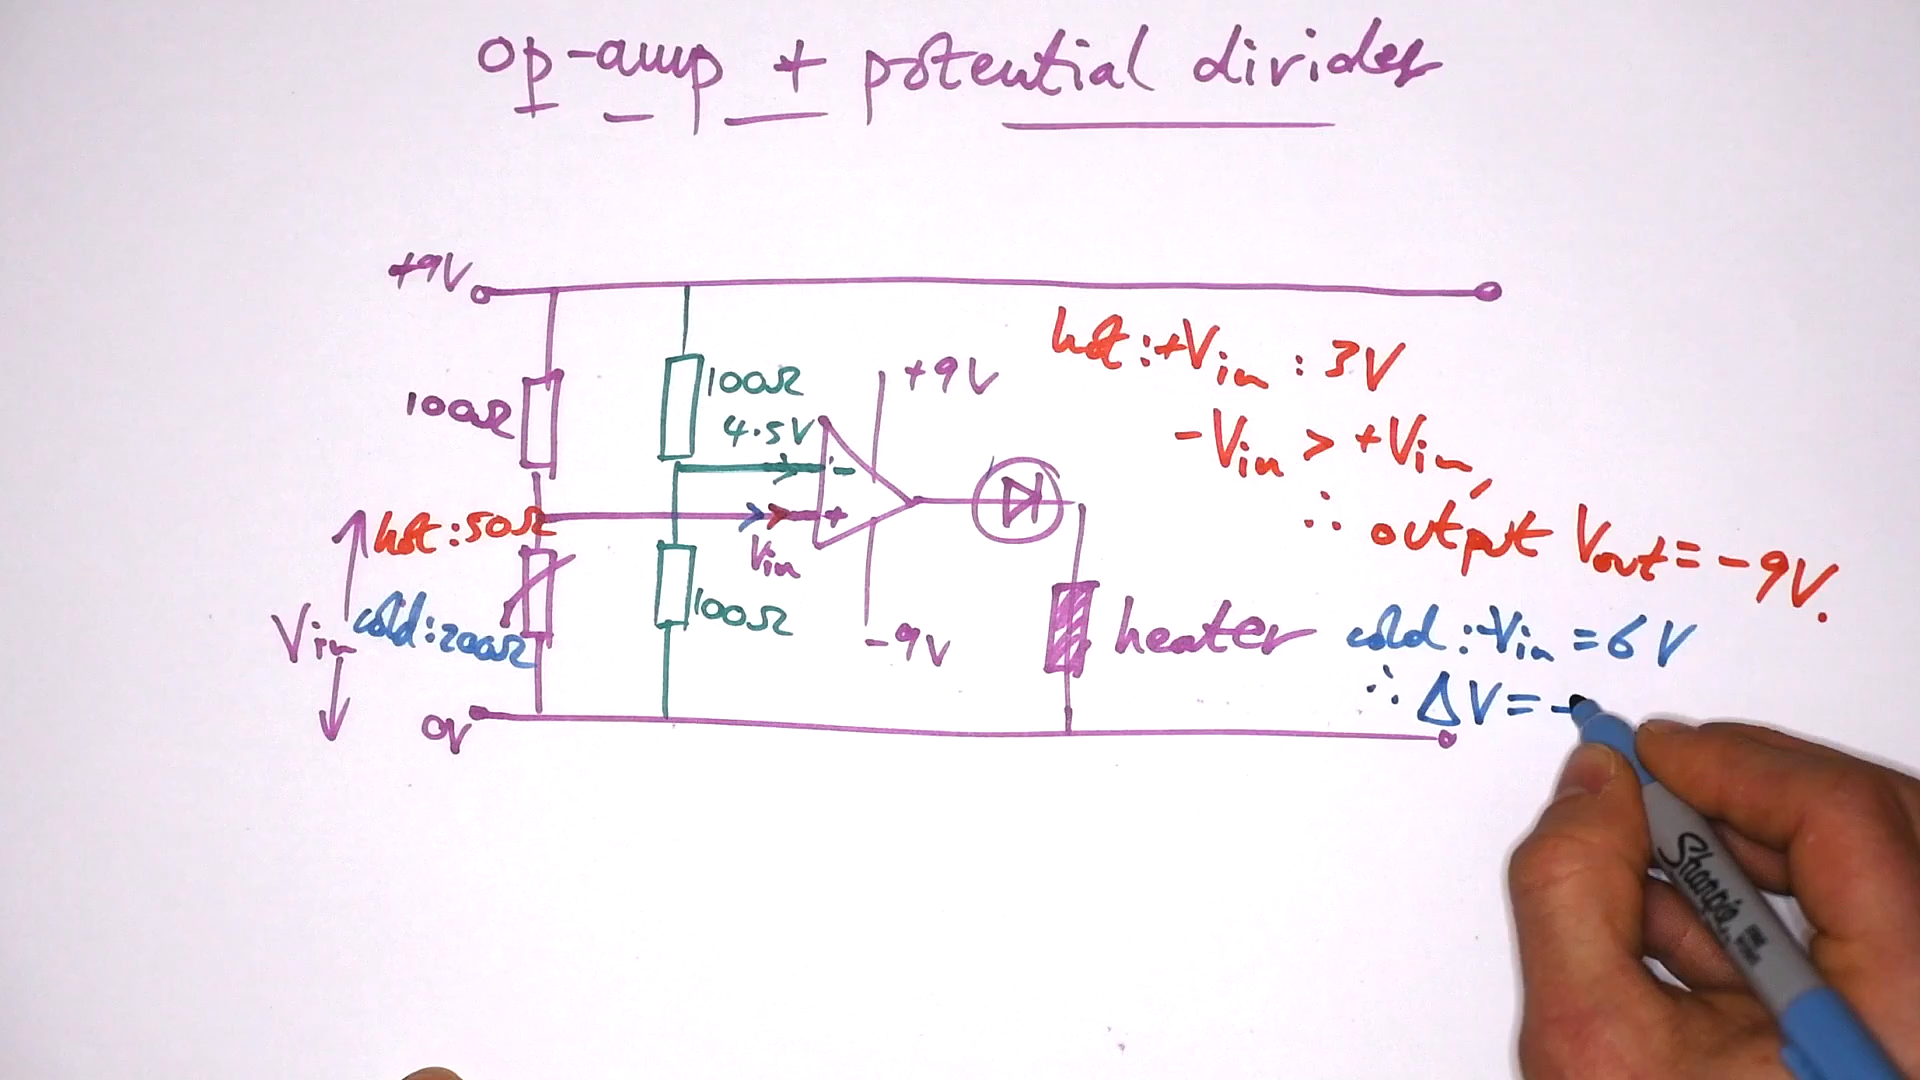 op-amp + potential divider
+9V
100Ω
100Ω
4.5V
+9V
hot: +Vin : 3V
-Vin > +Vin,
∴ output Vout = -9V.
-
+
hot: 50Ω
Vin
cold: 200Ω
Vin
100Ω
-9V
heater
cold: +Vin = 6V
∴ ΔV =
0V
Sharpie